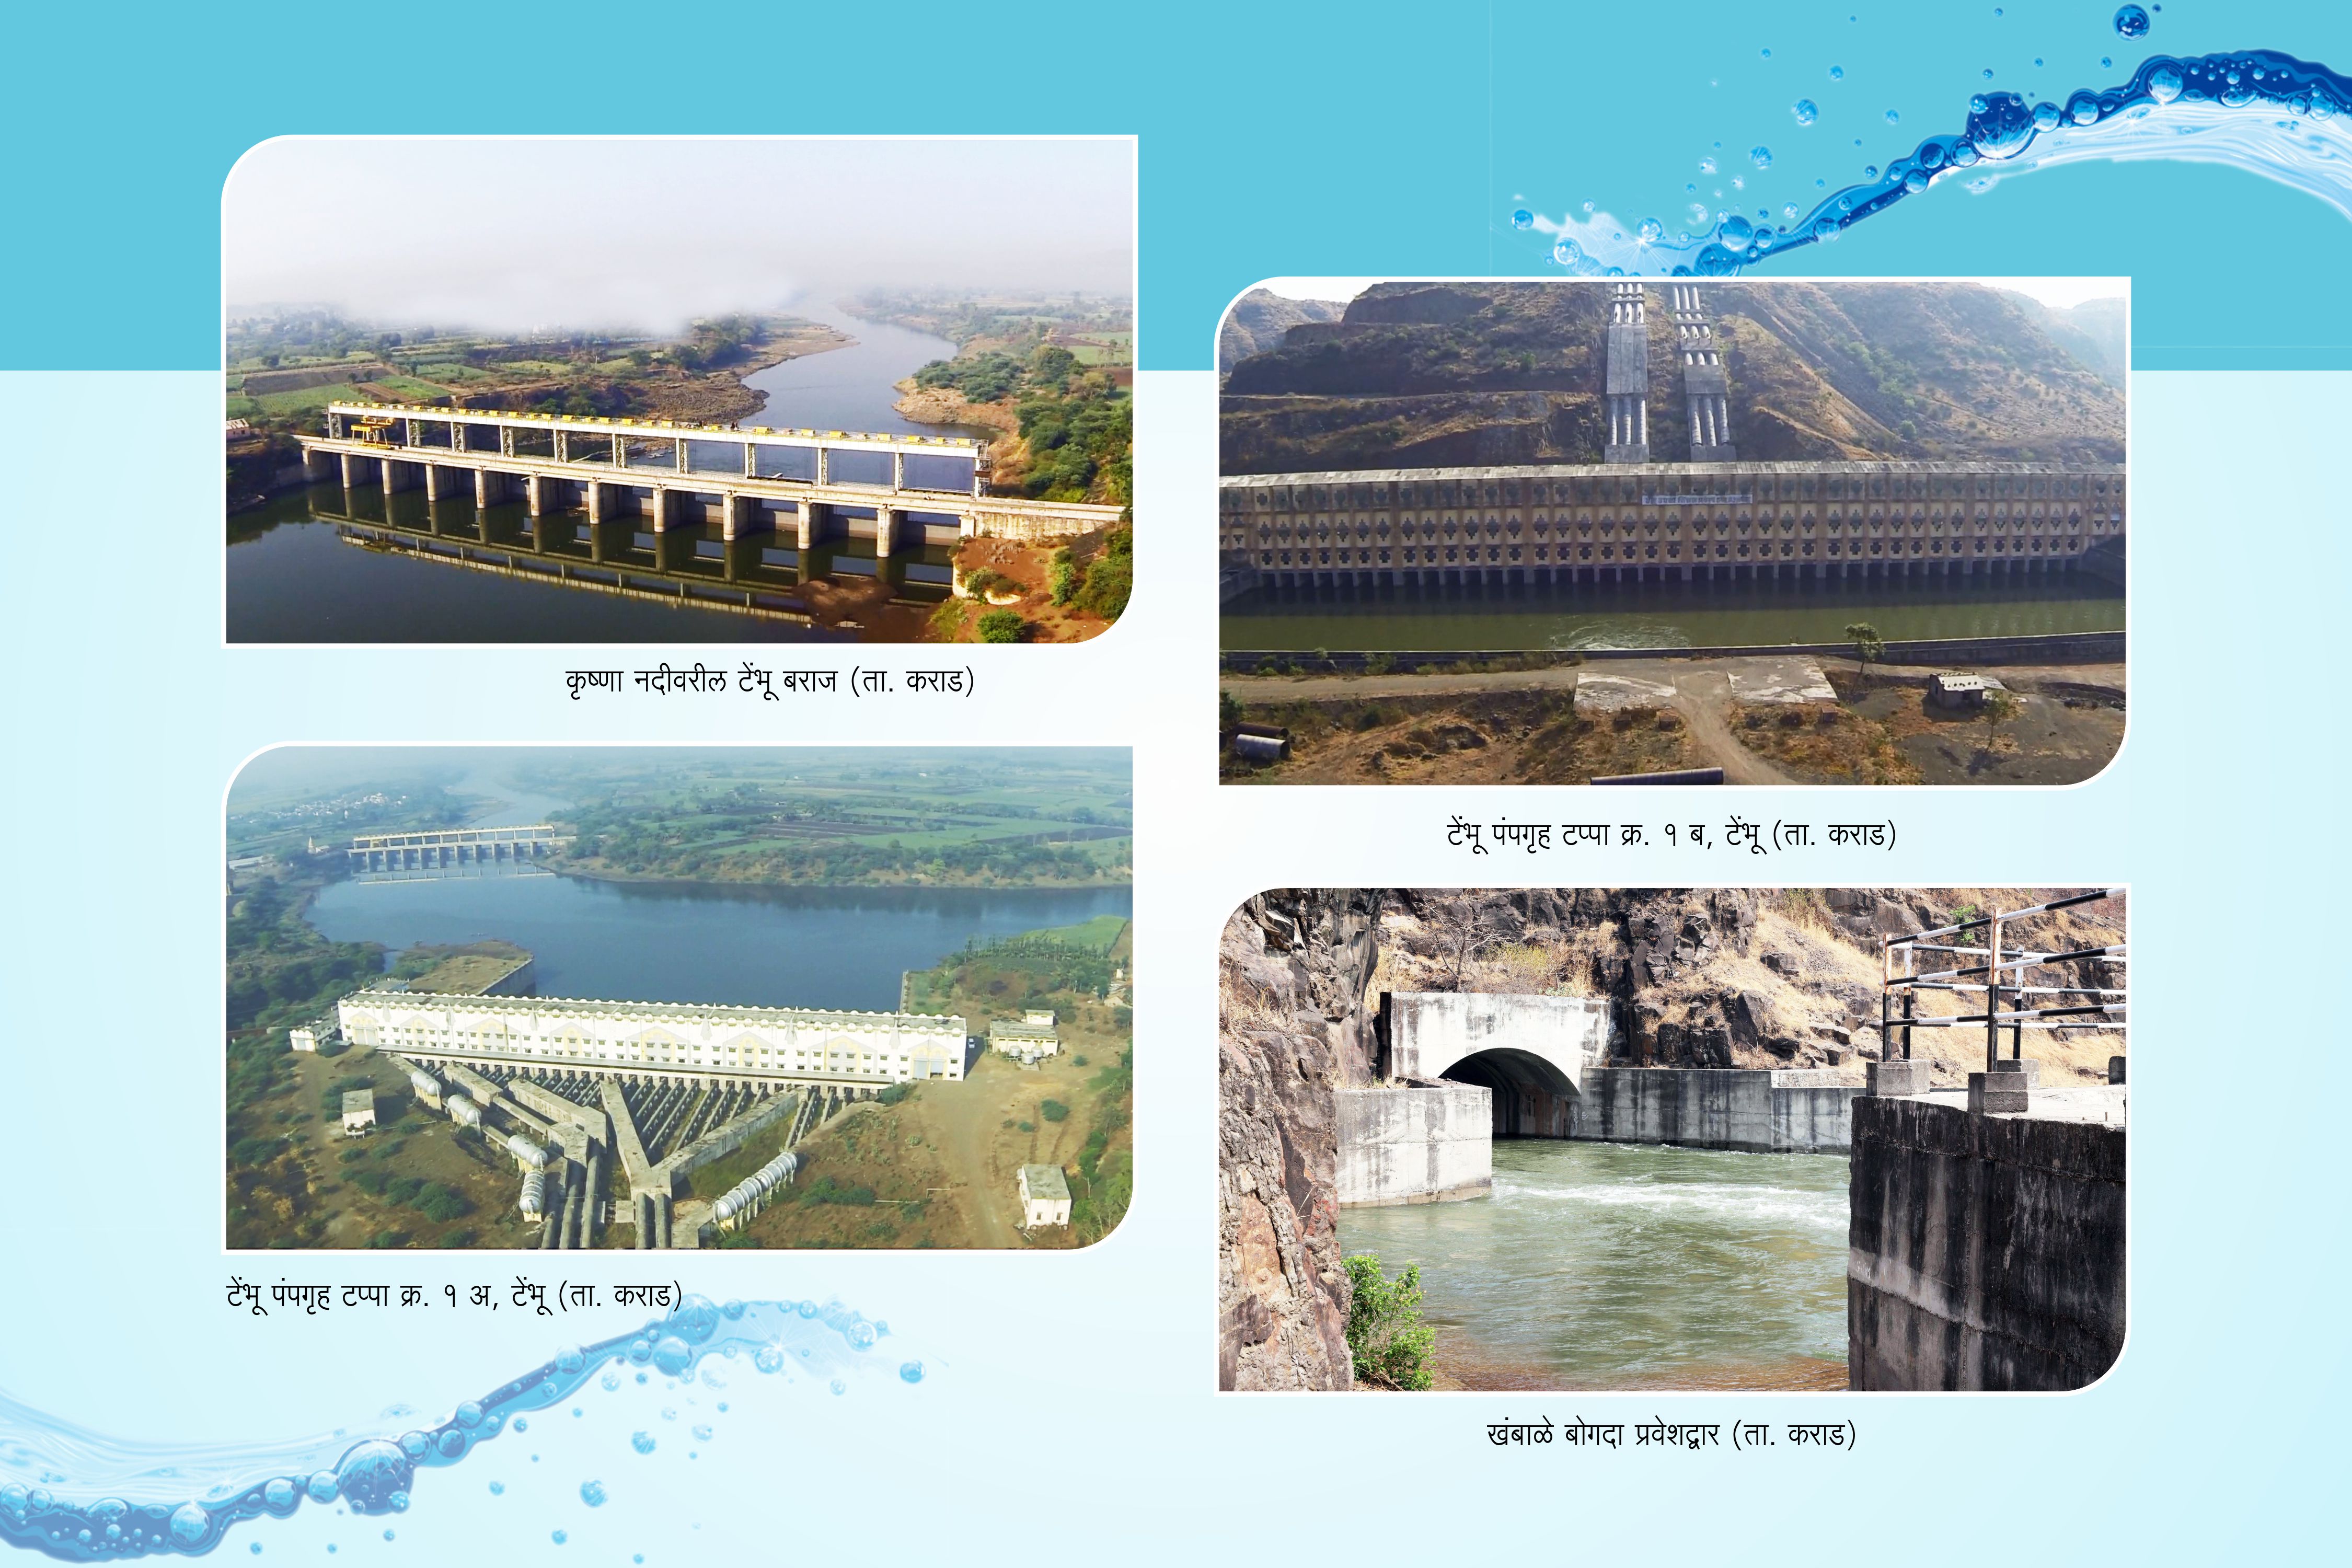 कृष्णा नदीवरील टेंभू बराज (ता. कराड)
टेंभू पंपगृह टप्पा क्र. १ अ, टेंभू (ता. कराड)
टेंभू पंपगृह टप्पा क्र. १ ब, टेंभू (ता. कराड)
खंबाळे बोगदा प्रवेशद्वार (ता. कराड)